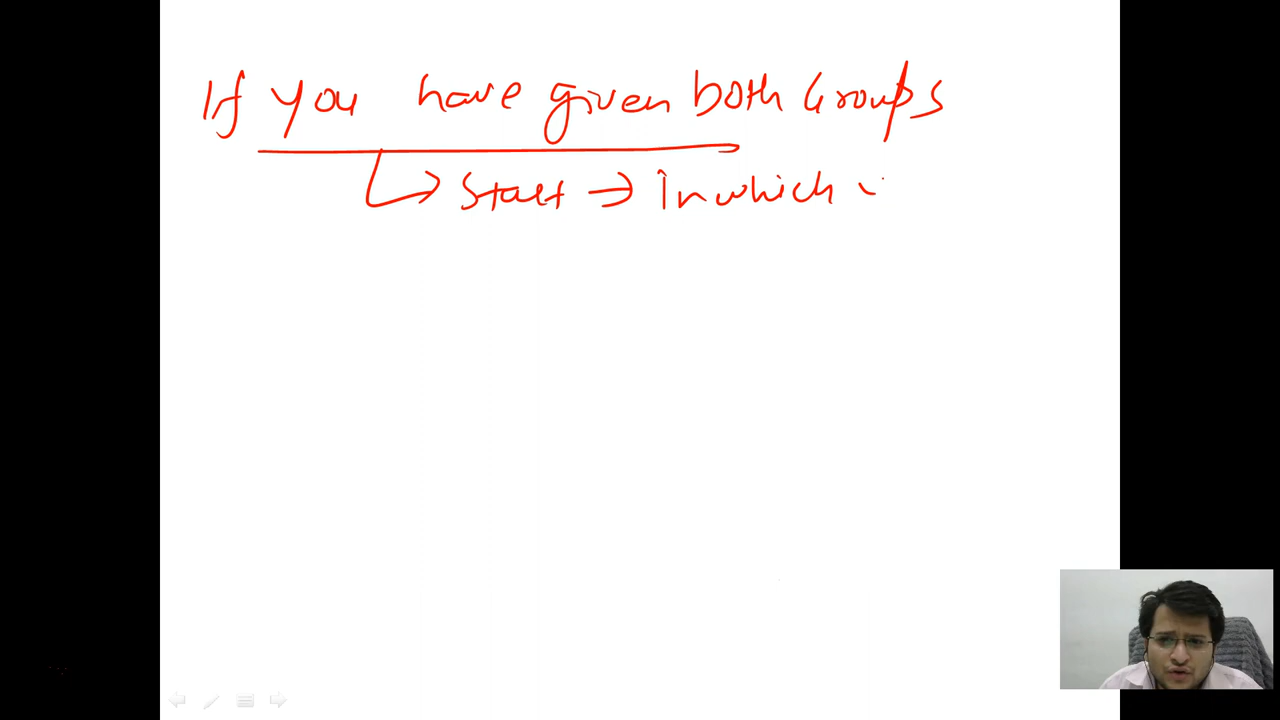 If you have given both Groups
↳ Start → In which